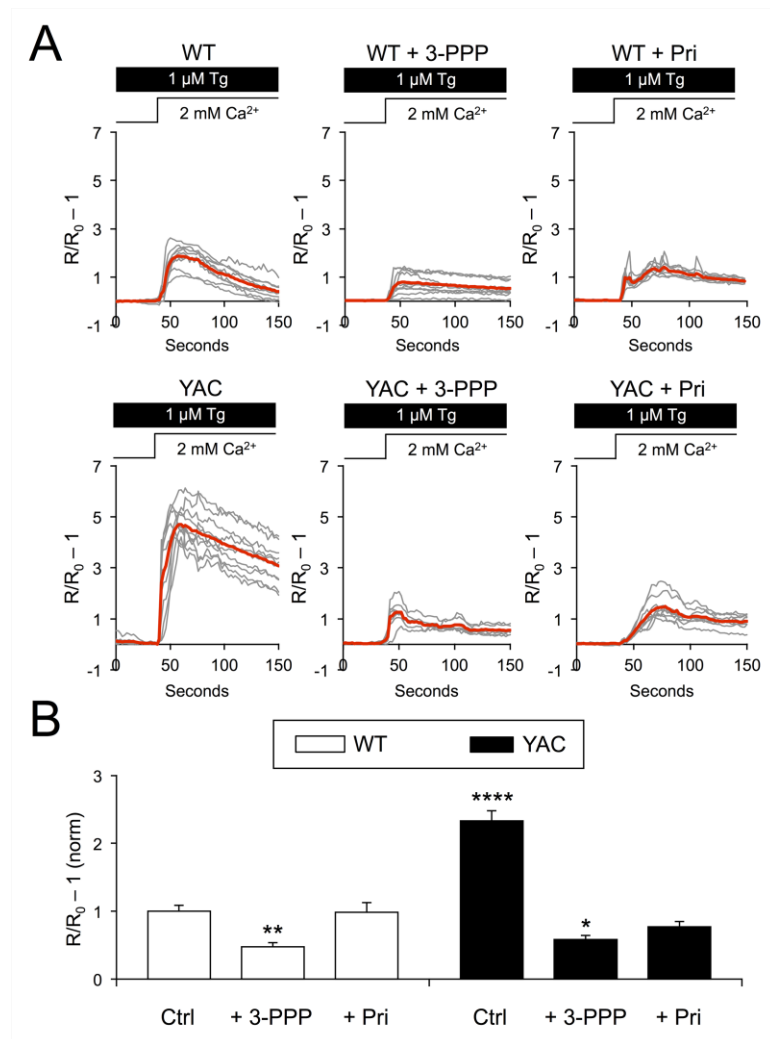 A
WT
WT + 3-PPP
WT + Pri
1 µM Tg
1 µM Tg
1 µM Tg
2 mM Ca²⁺
2 mM Ca²⁺
2 mM Ca²⁺
R/R₀ – 1
7
5
3
1
-1
0
50
100
150
Seconds
R/R₀ – 1
7
5
3
1
-1
0
50
100
150
Seconds
R/R₀ – 1
7
5
3
1
-1
0
50
100
150
Seconds
YAC
YAC + 3-PPP
YAC + Pri
1 µM Tg
1 µM Tg
1 µM Tg
2 mM Ca²⁺
2 mM Ca²⁺
2 mM Ca²⁺
R/R₀ – 1
7
5
3
1
-1
0
50
100
150
Seconds
R/R₀ – 1
7
5
3
1
-1
0
50
100
150
Seconds
R/R₀ – 1
7
5
3
1
-1
0
50
100
150
Seconds
B
WT
YAC
R/R₀ – 1 (norm)
3
2
1
0
**
****
*
Ctrl + 3-PPP + Pri Ctrl + 3-PPP + Pri